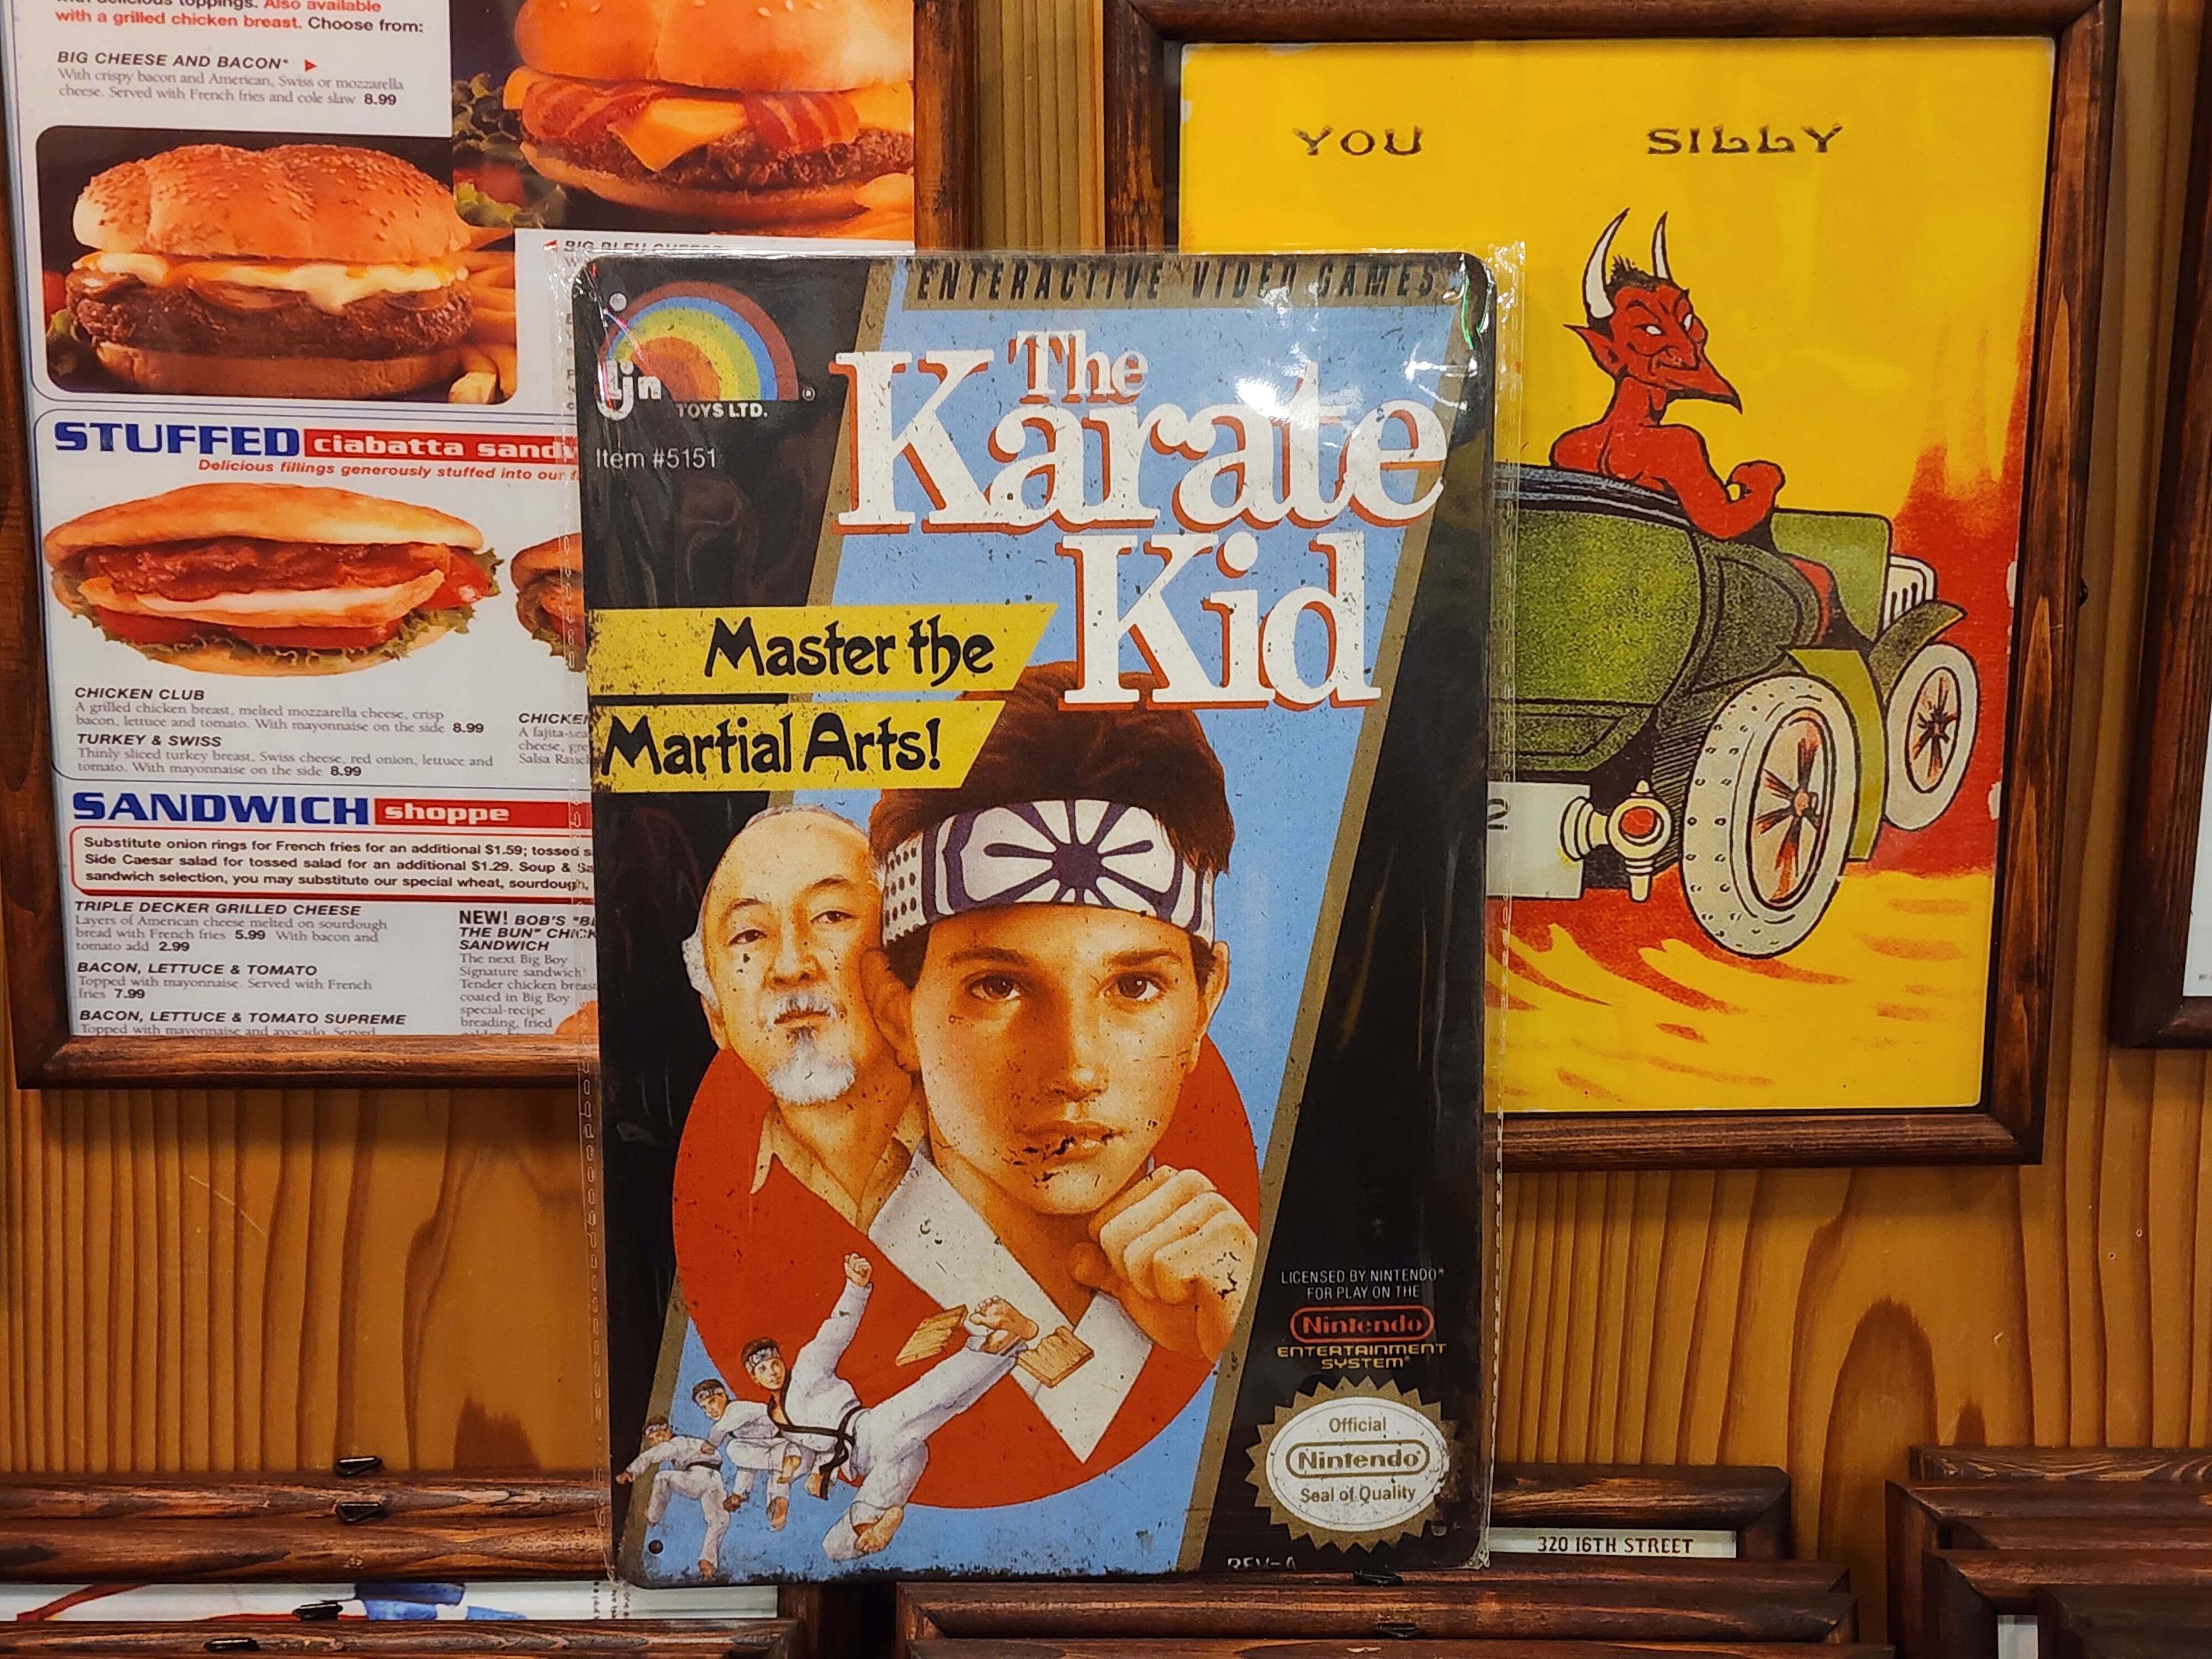 with a grilled chicken breast. Choose from:
BIG CHEESE AND BACON*
With crispy bacon and American, Swiss or mozzarella
cheese. Served with French fries and cole slaw 8.99
STUFFED ciabatta
Delicious fillings generously stuffed into our
CHICKEN CLUB
A grilled chicken breast, melted mozzarella cheese, crisp
bacon, lettuce and tomato. With mayonnaise on the side 8.99
TURKEY & SWISS
Thinly sliced turkey breast, Swiss cheese, red onion, lettuce and
tomato. With mayonnaise on the side 8.99
SANDWICH shoppe
Substitute onion rings for French fries for an additional $1.59; tossed
Side Caesar salad for tossed salad for an additional $1.29. Soup &
sandwich selection, you may substitute our special wheat, sourdough,
TRIPLE DECKER GRILLED CHEESE
Layers of American cheese melted on sourdough
bread with French fries 5.99 With bacon and
tomato add 2.99
BACON, LETTUCE & TOMATO
Topped with mayonnaise. Served with French
fries 7.99
BACON, LETTUCE & TOMATO SUPREME
Topped with mayonnaise and avocado. Served
NEW! BOB'S
THE BUN"
SANDWICH
The next Big Boy
Signature sandwich
Tender chicken breast
coated in Big Boy
special-recipe
breading, fried
ENTERACTIVE VIDEO GAMES
Ljn
TOYS LTD. ®
Item #5151
The
Karate
Kid
Master the
Martial Arts!
LICENSED BY NINTENDO®
FOR PLAY ON THE
Nintendo
ENTERTAINMENT
SYSTEM®
Official
Nintendo®
Seal of Quality
REV-A
YOU SILLY
2
320 16TH STREET